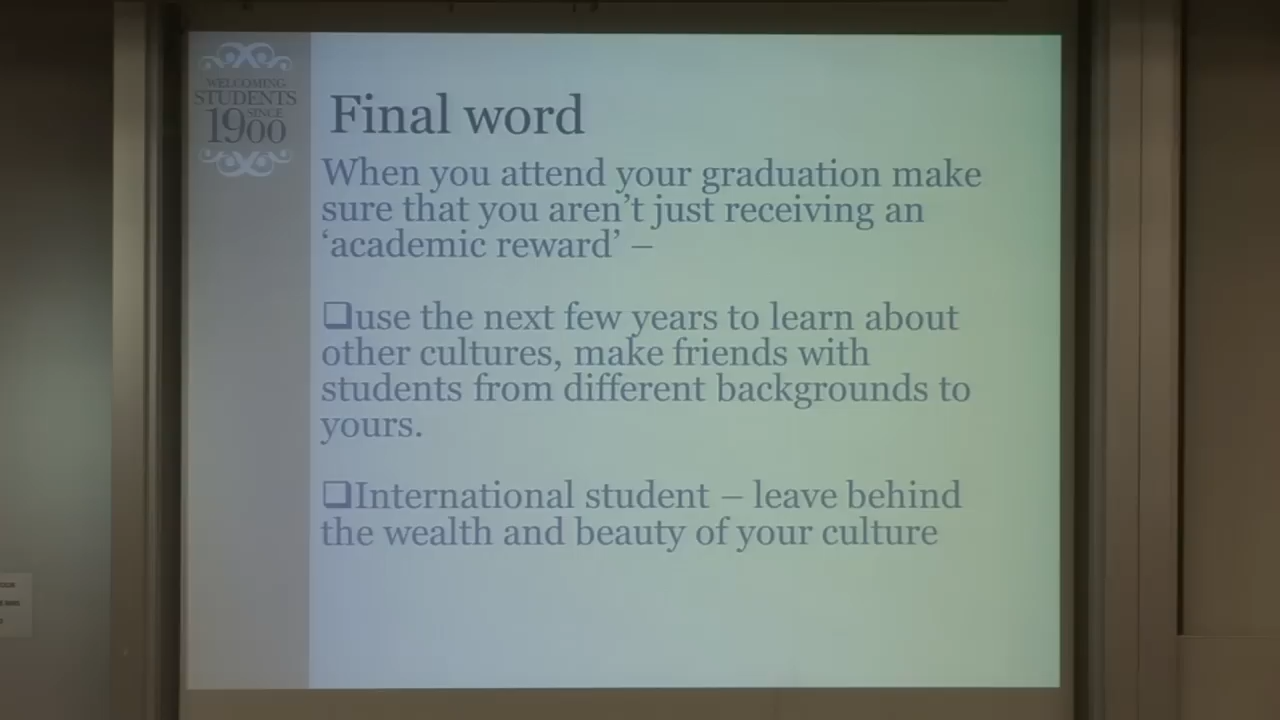 WELCOMING
STUDENTS
SINCE
1900
Final word
When you attend your graduation make
sure that you aren’t just receiving an
‘academic reward’ –
❑use the next few years to learn about
other cultures, make friends with
students from different backgrounds to
yours.
❑International student – leave behind
the wealth and beauty of your culture